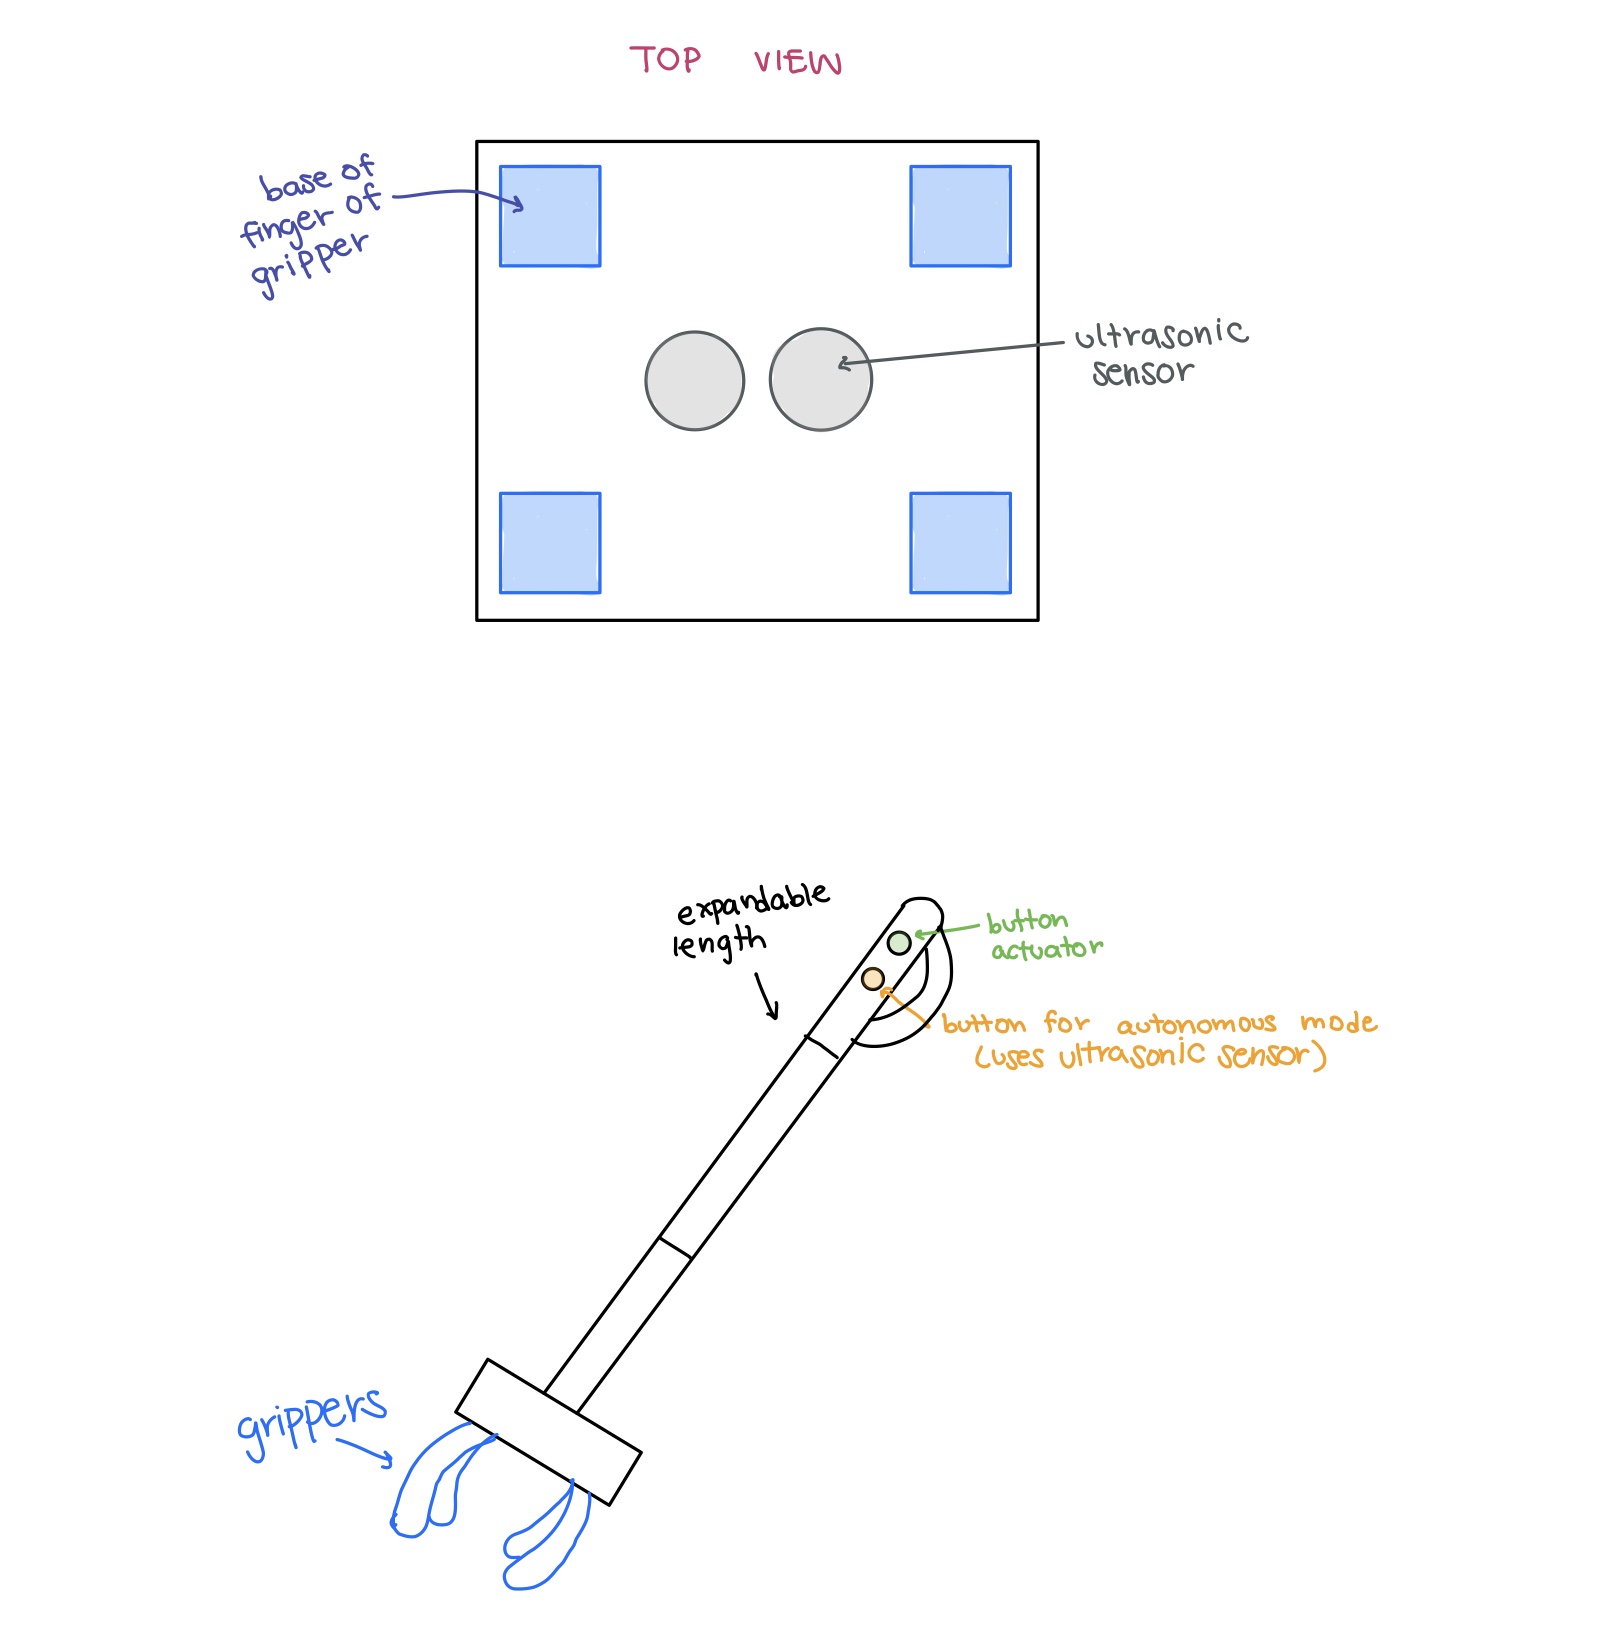 TOP VIEW
base of
finger of
gripper
ultrasonic
sensor
expandable
length
button
actuator
button for autonomous mode
(uses ultrasonic sensor)
grippers